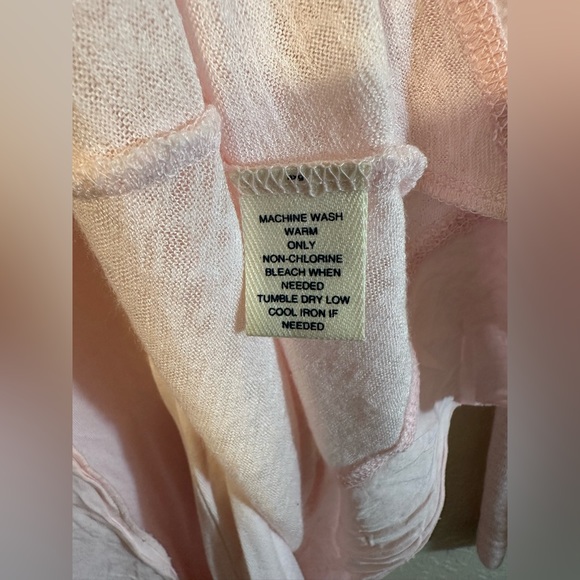 MACHINE WASH
WARM
ONLY
NON-CHLORINE
BLEACH WHEN
NEEDED
TUMBLE DRY LOW
COOL IRON IF
NEEDED